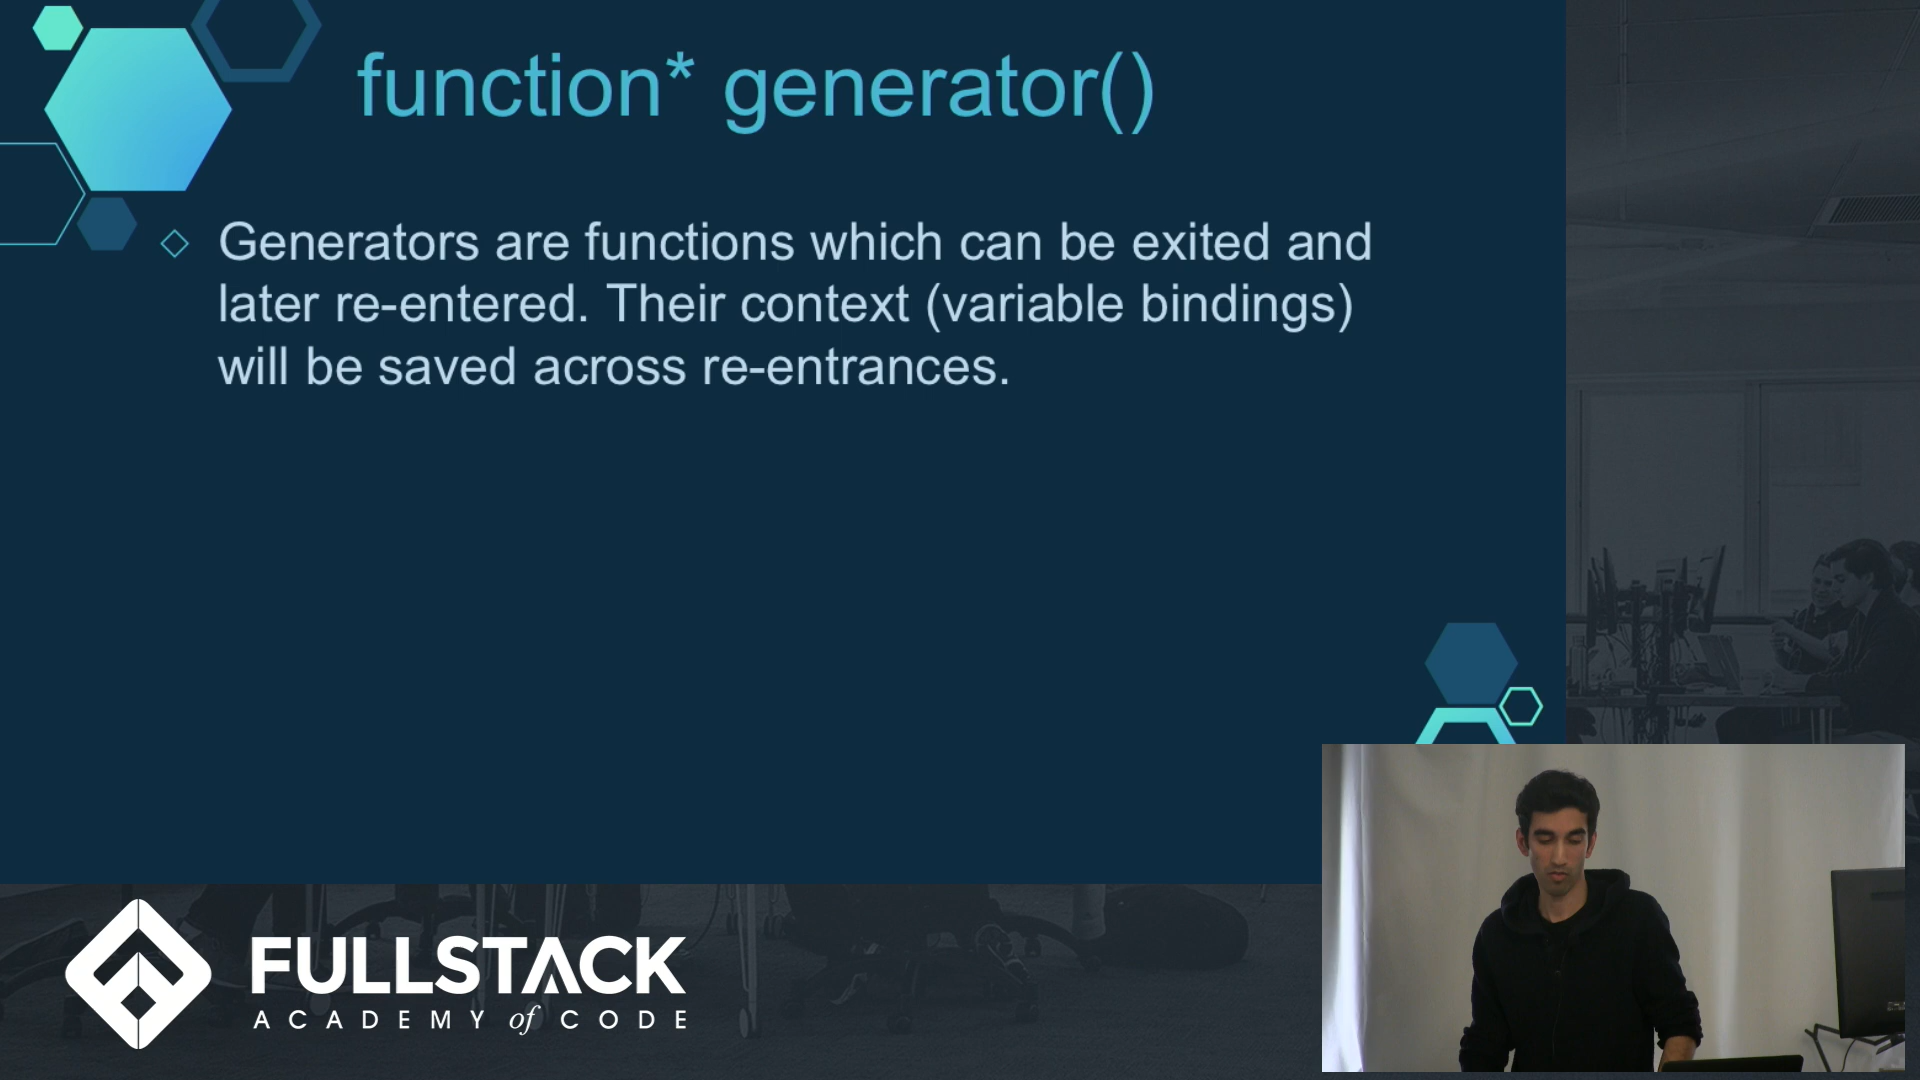 function* generator()
Generators are functions which can be exited and
later re-entered. Their context (variable bindings)
will be saved across re-entrances.
FULLSTACK
ACADEMY of CODE